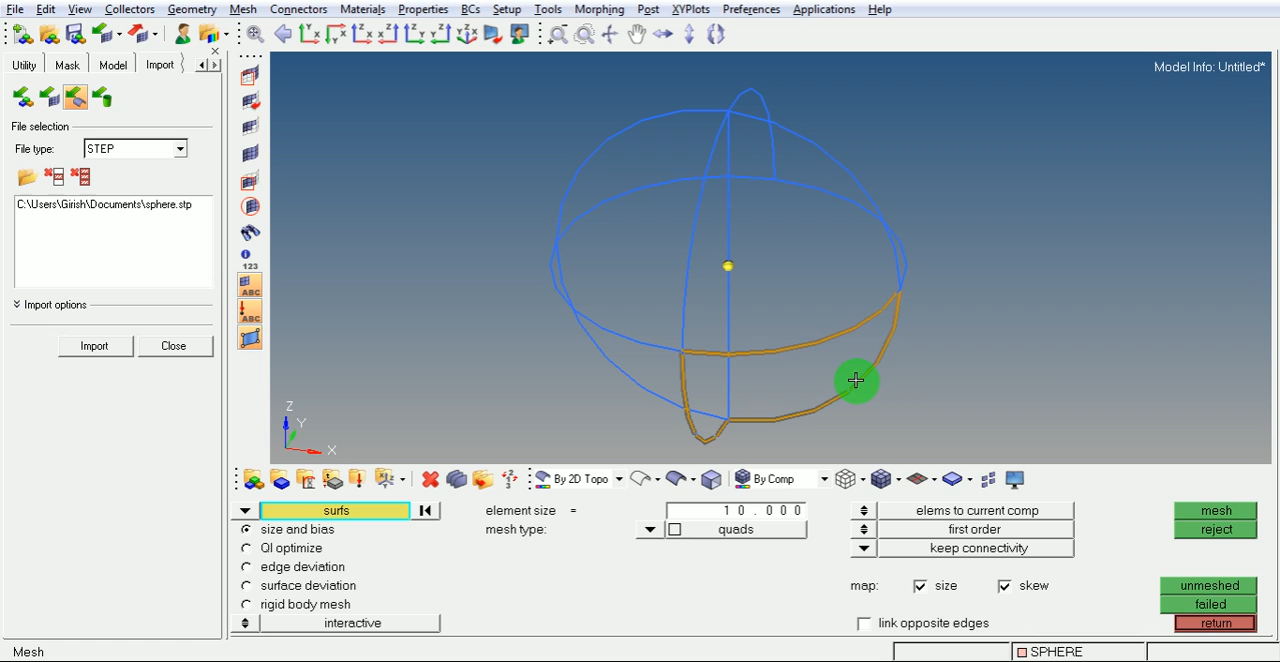 File Edit View Collectors Geometry Mesh Connectors Materials Properties BCs Setup Tools Morphing Post XYPlots Preferences Applications Help
Utility Mask Model Import
Model Info: Untitled*
File selection
File type: STEP
C:\Users\Girish\Documents\sphere.stp
Import options
Import Close
123
ABC
ABC
Z
Y
X
By 2D Topo By Comp
surfs element size = 10.000 elems to current comp mesh
size and bias mesh type: quads first order reject
QI optimize keep connectivity
edge deviation
surface deviation map: size skew unmeshed
rigid body mesh failed
interactive link opposite edges return
Mesh SPHERE